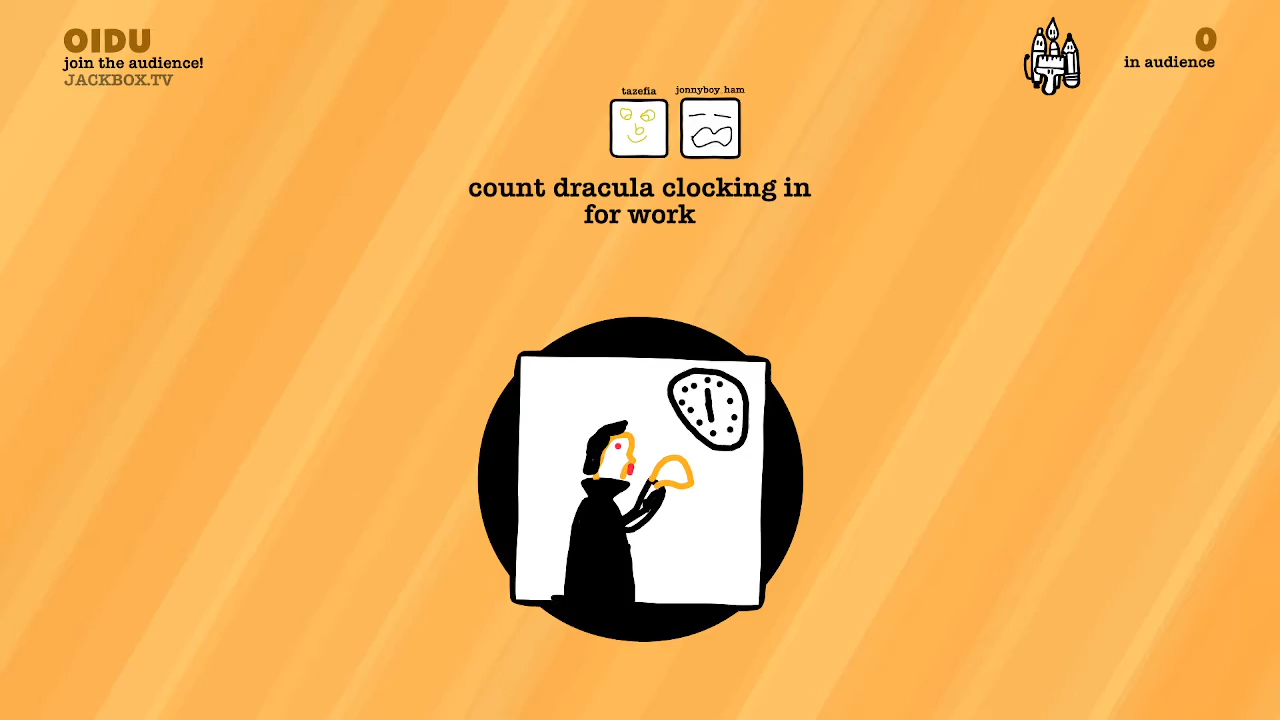 OIDU
join the audience!
JACKBOX.TV
0
in audience
tazefia
jonnyboy ham
count dracula clocking in
for work